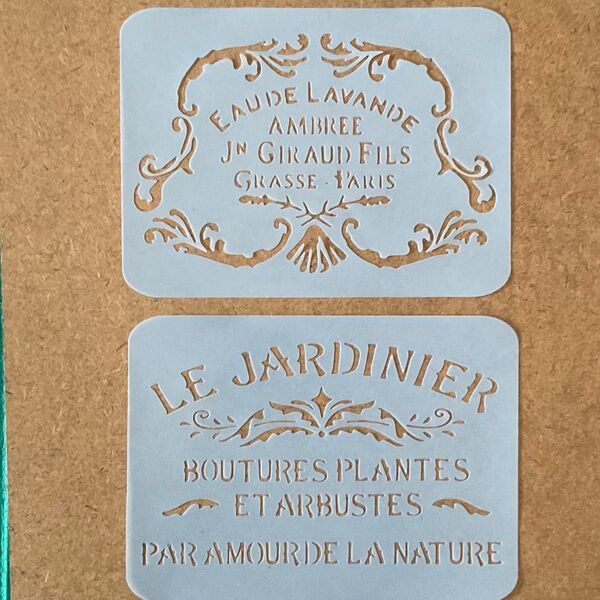 EAU DE LAVANDE
AMBREE
JN GIRAUD FILS
GRASSE - PARIS
LE JARDINIER
BOUTURES PLANTES
ET ARBUSTES
PAR AMOUR DE LA NATURE